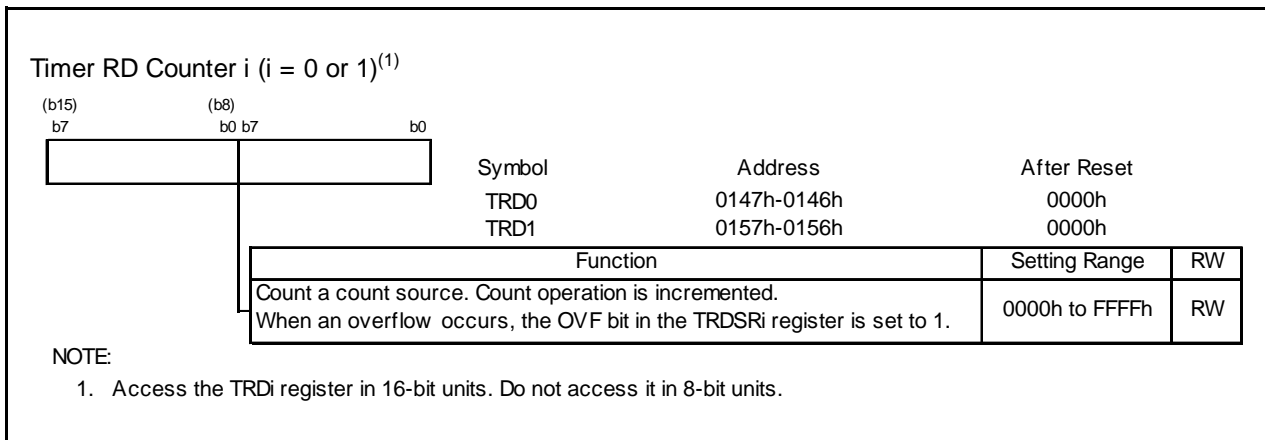 Timer RD Counter i (i = 0 or 1)(1)
(b15) (b8)
b7 b0 b7 b0
Symbol Address After Reset
TRD0 0147h-0146h 0000h
TRD1 0157h-0156h 0000h
Function Setting Range RW
Count a count source. Count operation is incremented.
When an overflow occurs, the OVF bit in the TRDSRi register is set to 1.
0000h to FFFFh RW
NOTE:
1. Access the TRDi register in 16-bit units. Do not access it in 8-bit units.